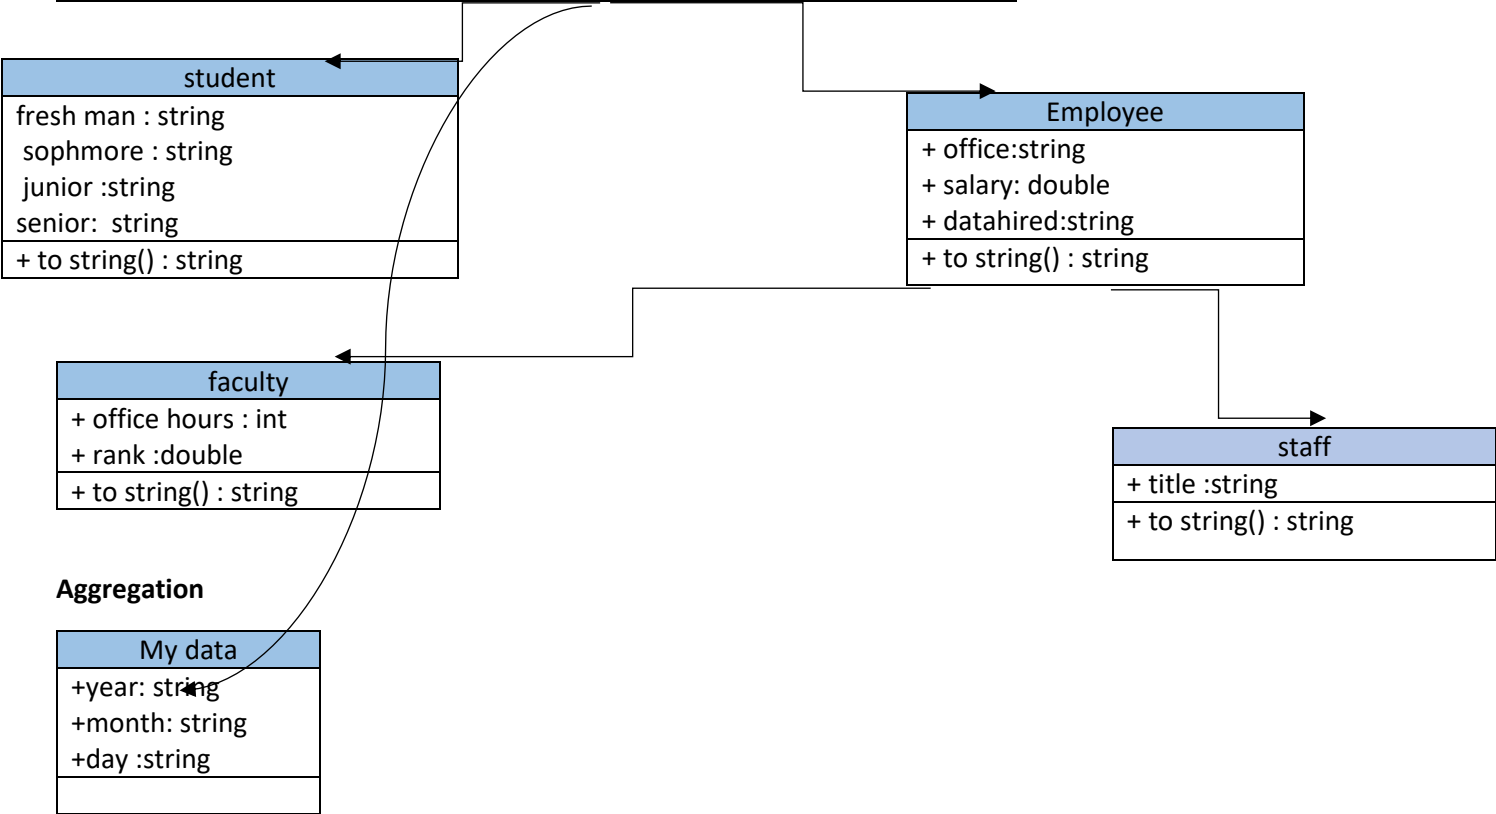 student
fresh man : string
sophmore : string
junior :string
senior: string
+ to string() : string
Employee
+ office:string
+ salary: double
+ datahired:string
+ to string() : string
faculty
+ office hours : int
+ rank :double
+ to string() : string
staff
+ title :string
+ to string() : string
Aggregation
My data
+year: string
+month: string
+day :string